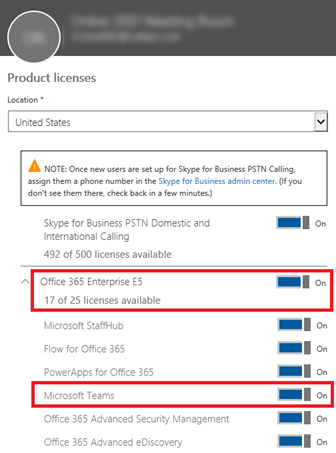 Product licenses
Location *
United States
NOTE: Once new users are set up for Skype for Business PSTN Calling,
assign them a phone number in the Skype for Business admin center. (If you
don't see them there, check back in a few minutes.)
Skype for Business PSTN Domestic and On
International Calling
492 of 500 licenses available
Office 365 Enterprise E5 On
17 of 25 licenses available
Microsoft StaffHub On
Flow for Office 365 On
PowerApps for Office 365 On
Microsoft Teams On
Office 365 Advanced Security Management On
Office 365 Advanced eDiscovery On